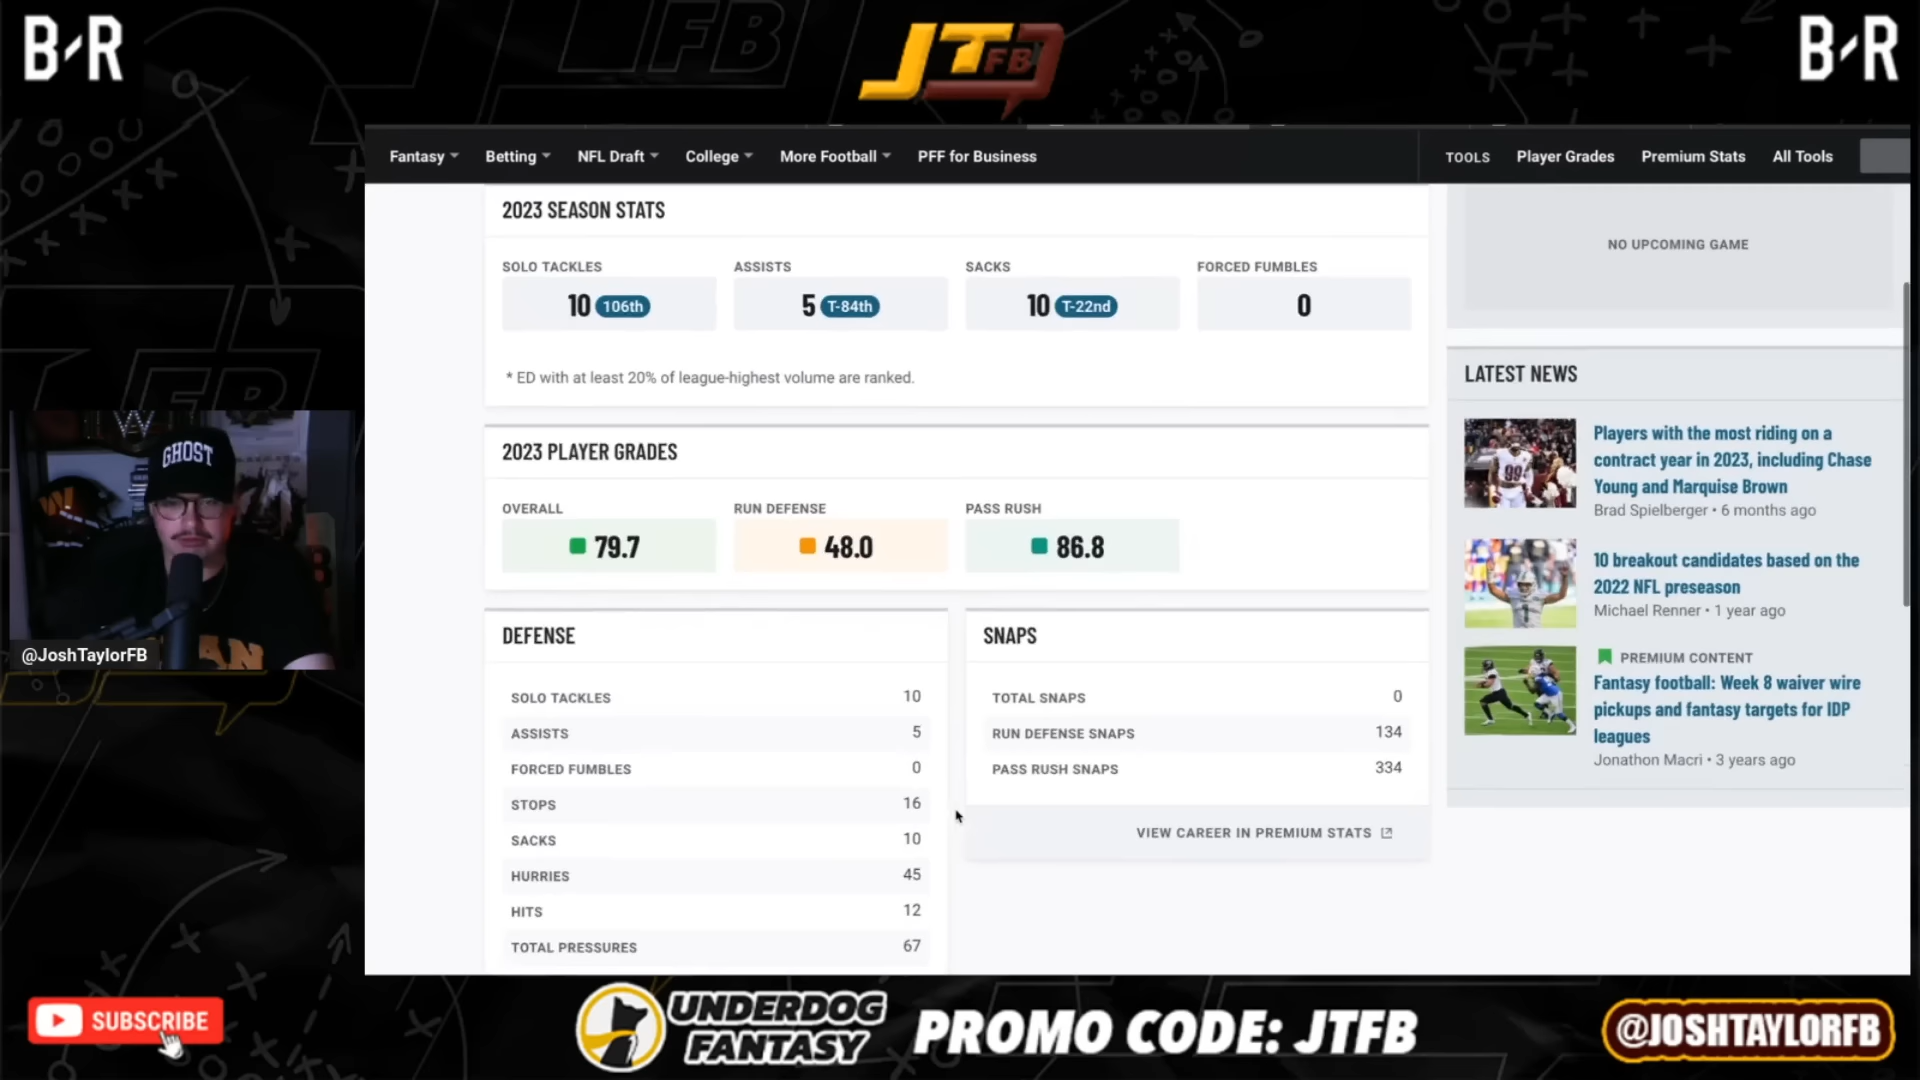 B/R
JTFB
B/R
Fantasy
Betting
NFL Draft
College
More Football
PFF for Business
TOOLS
Player Grades
Premium Stats
All Tools
2023 SEASON STATS
SOLO TACKLES
ASSISTS
SACKS
FORCED FUMBLES
10 106th
5 T-84th
10 T-22nd
0
* ED with at least 20% of league-highest volume are ranked.
2023 PLAYER GRADES
OVERALL
RUN DEFENSE
PASS RUSH
79.7
48.0
86.8
DEFENSE
SOLO TACKLES 10
ASSISTS 5
FORCED FUMBLES 0
STOPS 16
SACKS 10
HURRIES 45
HITS 12
TOTAL PRESSURES 67
SNAPS
TOTAL SNAPS 0
RUN DEFENSE SNAPS 134
PASS RUSH SNAPS 334
VIEW CAREER IN PREMIUM STATS
NO UPCOMING GAME
LATEST NEWS
Players with the most riding on a
contract year in 2023, including Chase
Young and Marquise Brown
Brad Spielberger • 6 months ago
10 breakout candidates based on the
2022 NFL preseason
Michael Renner • 1 year ago
PREMIUM CONTENT
Fantasy football: Week 8 waiver wire
pickups and fantasy targets for IDP
leagues
Jonathon Macri • 3 years ago
GHOST
@JoshTaylorFB
SUBSCRIBE
UNDERDOG
FANTASY
PROMO CODE: JTFB
@JOSHTAYLORFB